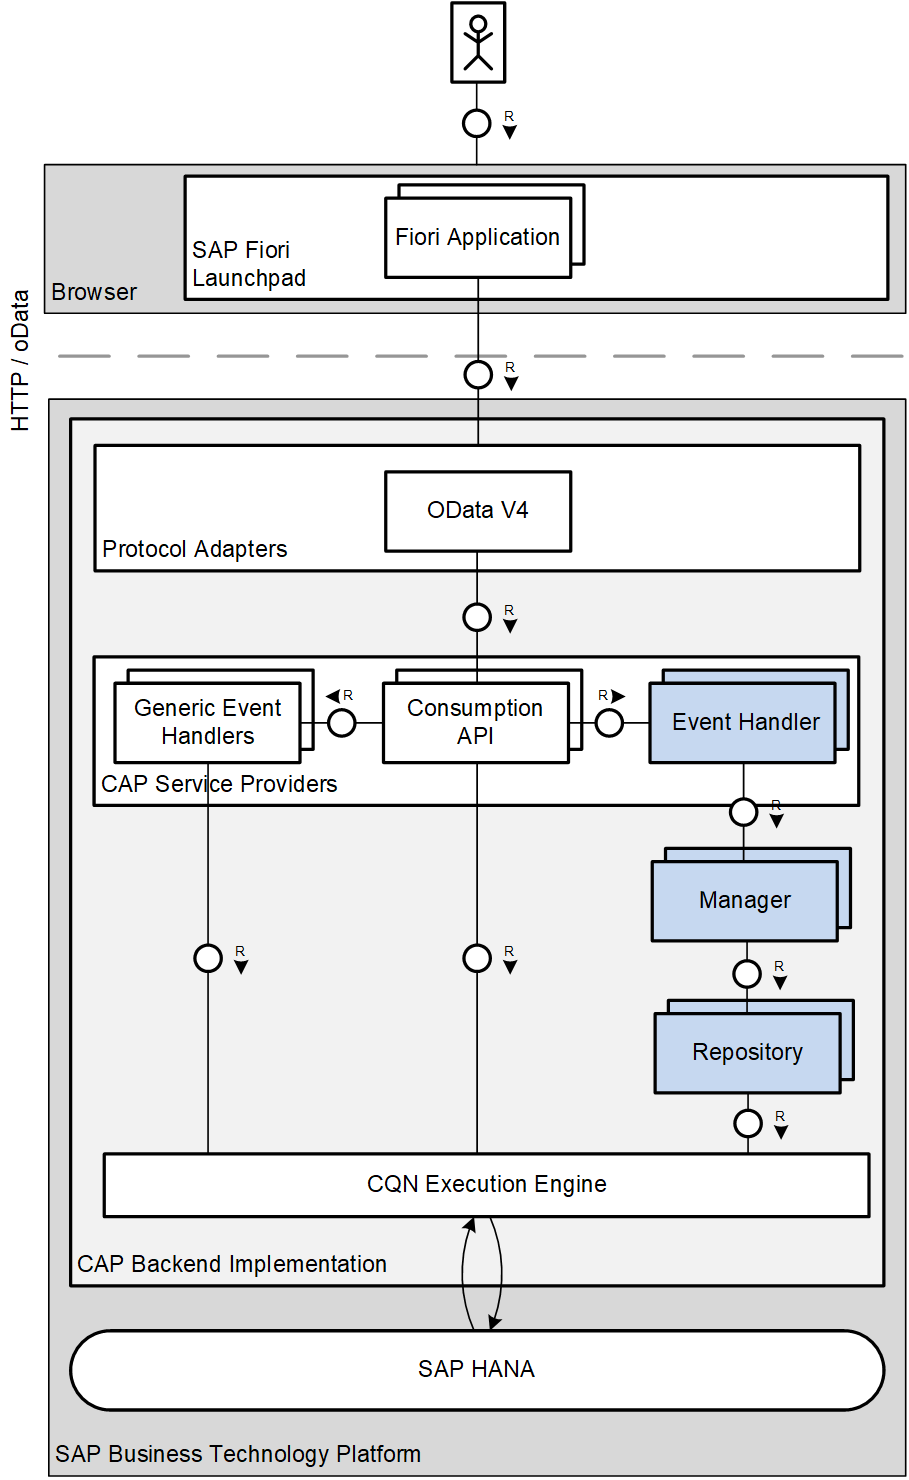 R
Fiori Application
SAP Fiori
Launchpad
Browser
HTTP / oData
R
OData V4
Protocol Adapters
R
Generic Event
Handlers
R
Consumption
API
R
Event Handler
CAP Service Providers
R
Manager
R
R
R
Repository
R
CQN Execution Engine
CAP Backend Implementation
SAP HANA
SAP Business Technology Platform